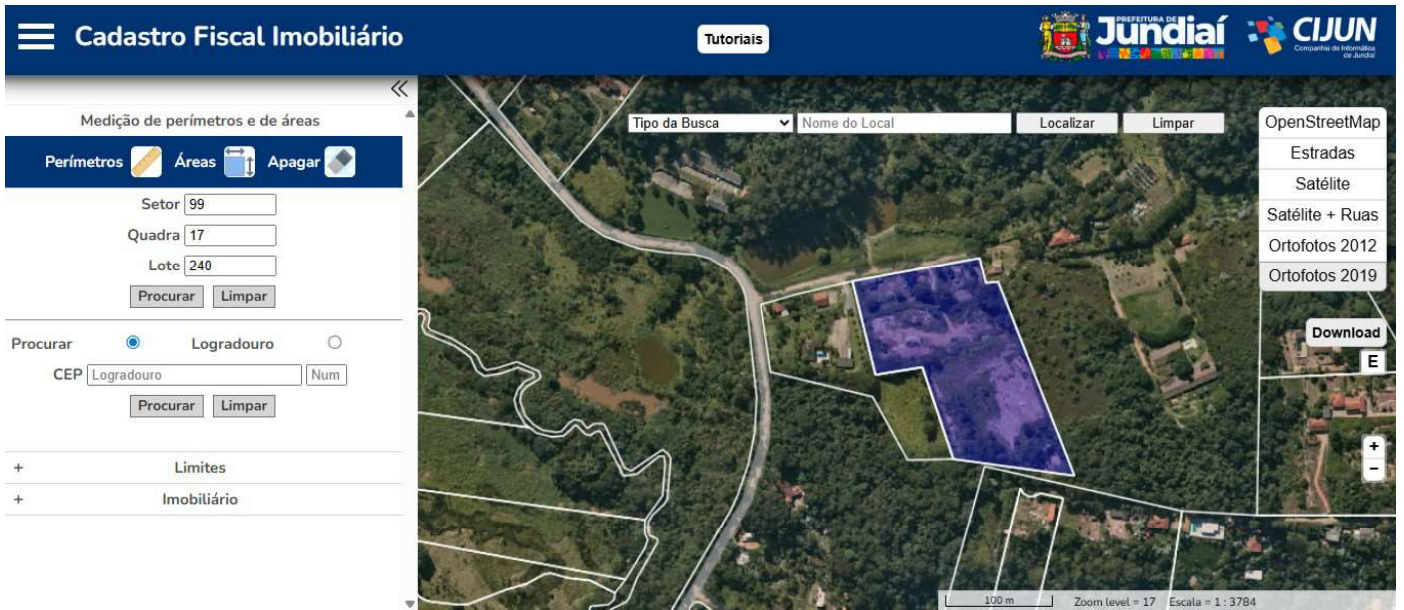 Cadastro Fiscal Imobiliário
Tutoriais
PREFEITURA DE
Jundiaí
CIJUN
Companhia de Informática
de Jundiaí
Medição de perímetros e de áreas
Perímetros Áreas Apagar
Setor 99
Quadra 17
Lote 240
Procurar Limpar
Procurar Logradouro
CEP Logradouro Num
Procurar Limpar
+ Limites
+ Imobiliário
Tipo da Busca Nome do Local Localizar Limpar
OpenStreetMap
Estradas
Satélite
Satélite + Ruas
Ortofotos 2012
Ortofotos 2019
Download
E
+
-
100 m Zoom level = 17 Escala = 1 : 3784